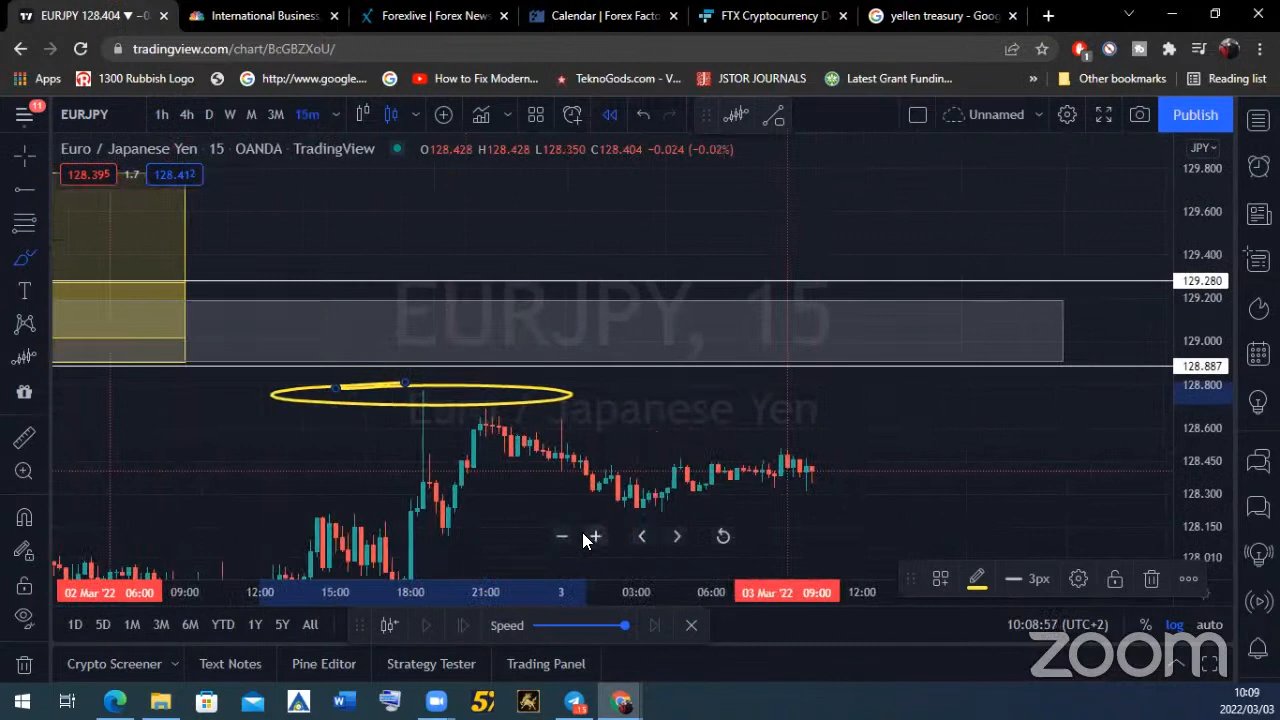 EURJPY 128.404 ▼ −0
International Business,
Forexlive | Forex News
Calendar | Forex Facto
FTX Cryptocurrency D
yellen treasury - Goog
tradingview.com/chart/BcGBZXoU/
Apps
1300 Rubbish Logo
http://www.google....
How to Fix Modern...
TeknoGods.com - V...
JSTOR JOURNALS
Latest Grant Fundin...
»
Other bookmarks
Reading list
11
EURJPY
1h 4h D W M 3M 15m
Unnamed
Publish
Euro / Japanese Yen · 15 · OANDA · TradingView
O128.428 H128.428 L128.350 C128.404 −0.024 (−0.02%)
JPY
128.395 1.7 128.412
129.800
129.600
129.400
129.280
129.200
129.000
128.887
128.800
128.600
128.450
128.300
128.150
128.010
EURJPY, 15
Euro / Japanese Yen
02 Mar '22 06:00
09:00
12:00
15:00
18:00
21:00
3
03:00
06:00
03 Mar '22 09:00
12:00
3px
1D 5D 1M 3M 6M YTD 1Y 5Y All
Speed
10:08:57 (UTC+2)
% log auto
Crypto Screener
Text Notes
Pine Editor
Strategy Tester
Trading Panel
zoom
10:09
2022/03/03